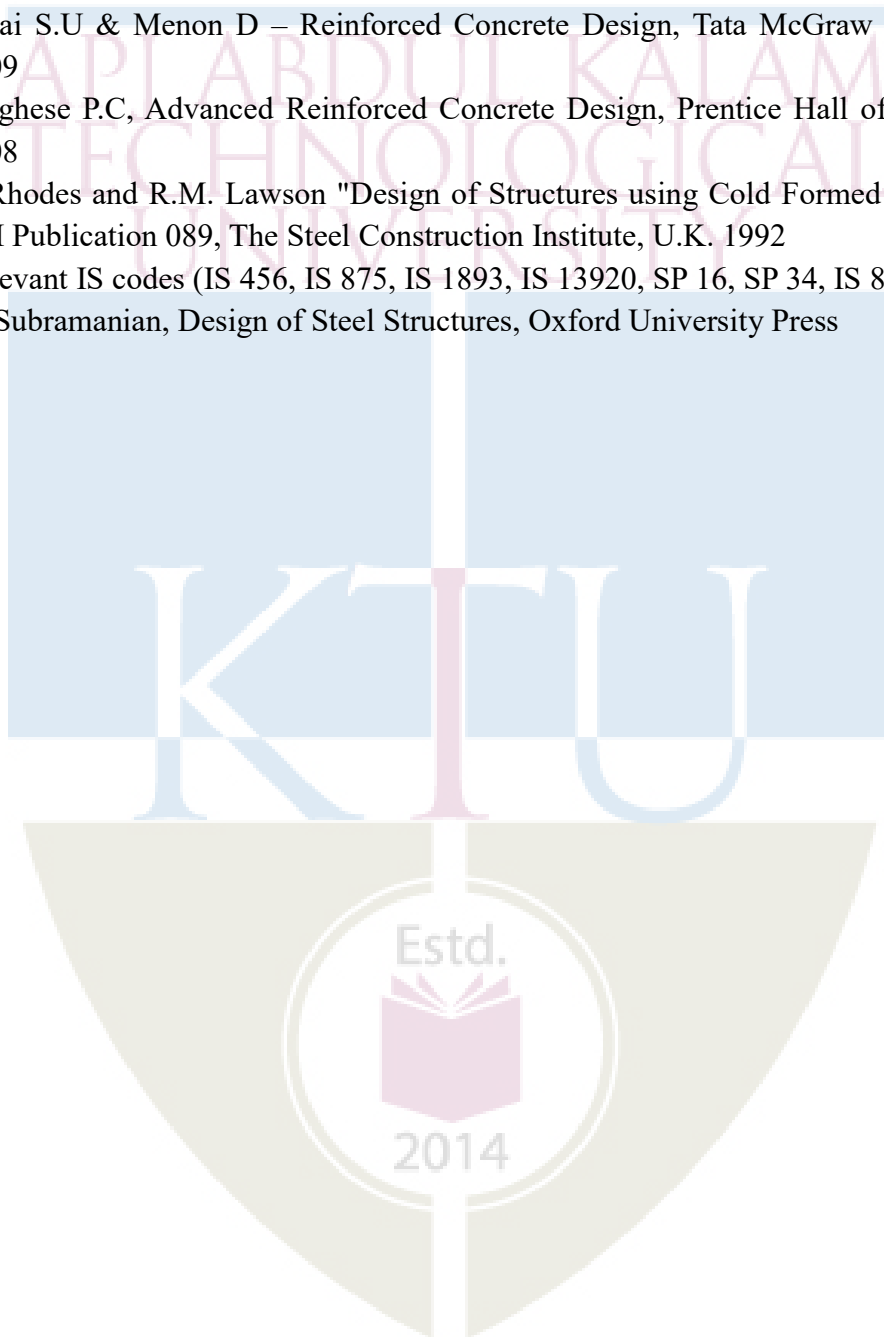 ai S.U & Menon D – Reinforced Concrete Design, Tata McGraw
09
ghese P.C, Advanced Reinforced Concrete Design, Prentice Hall of
08
Rhodes and R.M. Lawson "Design of Structures using Cold Formed
I Publication 089, The Steel Construction Institute, U.K. 1992
evant IS codes (IS 456, IS 875, IS 1893, IS 13920, SP 16, SP 34, IS 8
Subramanian, Design of Steel Structures, Oxford University Press
API ABDUL KALAM
TECHNOLOGICAL
UNIVERSITY
KTU
Estd.
2014